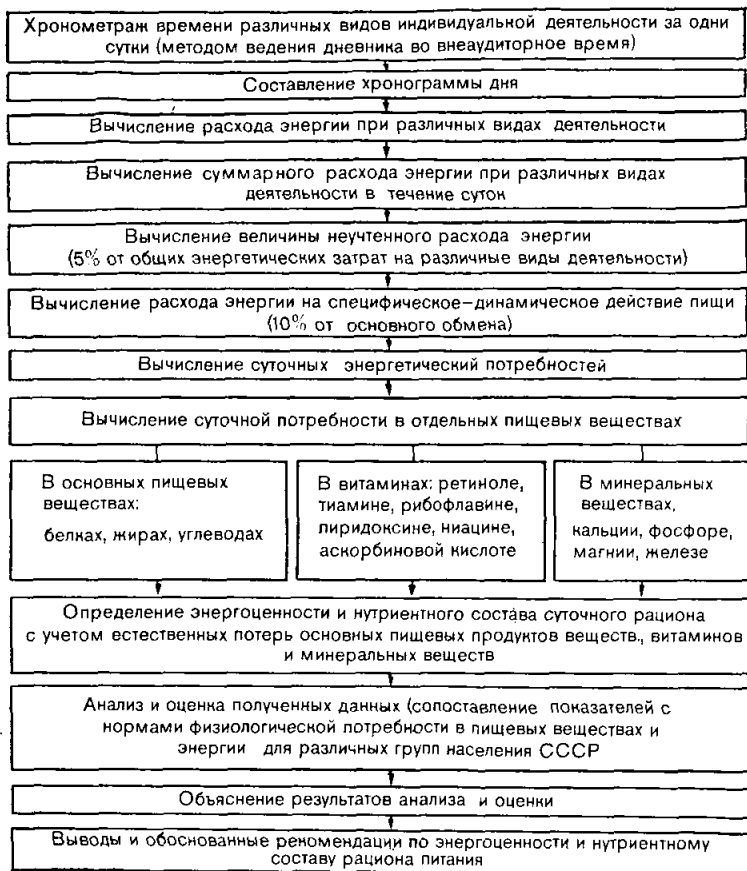 Хронометраж времени различных видов индивидуальной деятельности за одни
сутки (методом ведения дневника во внеаудиторное время)
Составление хронограммы дня
Вычисление расхода энергии при различных видах деятельности
Вычисление суммарного расхода энергии при различных видах
деятельности в течение суток
Вычисление величины неучтенного расхода энергии
(5% от общих энергетических затрат на различные виды деятельности)
Вычисление расхода энергии на специфическое–динамическое действие пищи
(10% от основного обмена)
Вычисление суточных энергетический потребностей
Вычисление суточной потребности в отдельных пищевых веществах
В основных пищевых
веществах:
белках, жирах, углеводах
В витаминах: ретиноле,
тиамине, рибофлавине,
пиридоксине, ниацине,
аскорбиновой кислоте
В минеральных
веществах,
кальции, фосфоре,
магнии, железе
Определение энергоценности и нутриентного состава суточного рациона
с учетом естественных потерь основных пищевых продуктов веществ., витаминов
и минеральных веществ
Анализ и оценка полученных данных (сопоставление показателей с
нормами физиологической потребности в пищевых веществах и
энергии для различных групп населения СССР
Объяснение результатов анализа и оценки
Выводы и обоснованные рекомендации по энергоценности и нутриентному
составу рациона питания